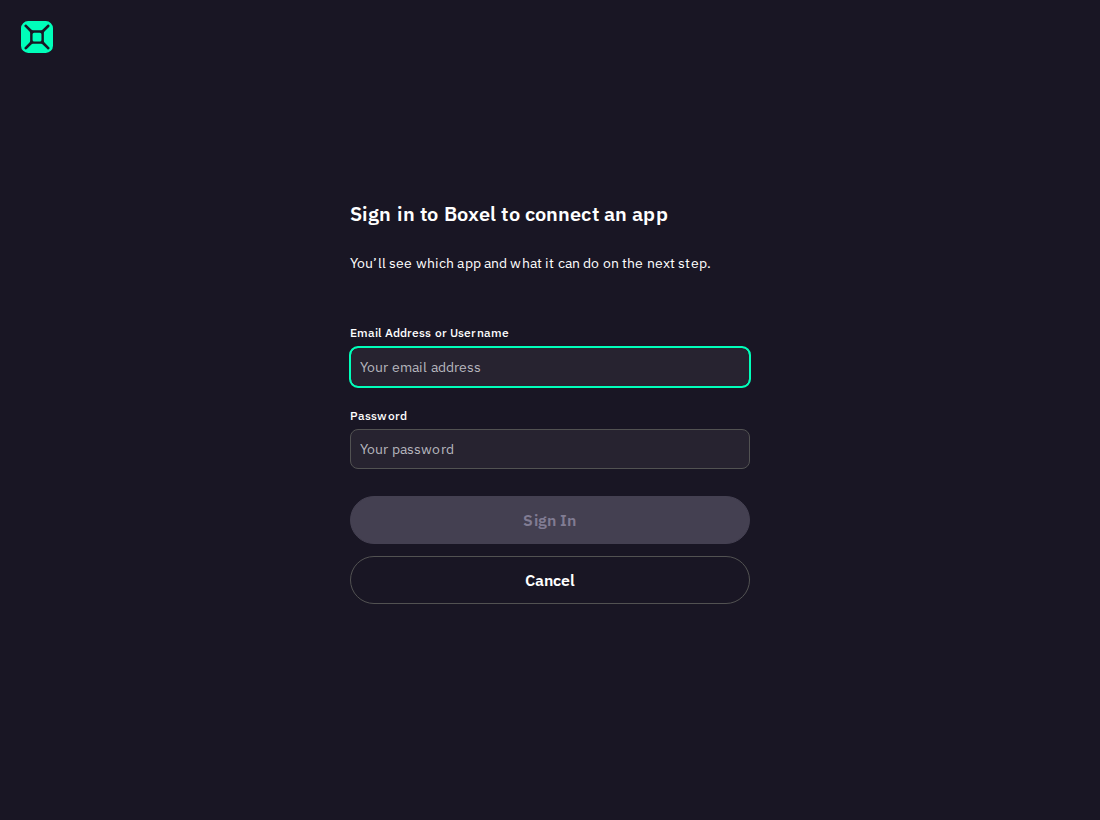 Sign in to Boxel to connect an app
You’ll see which app and what it can do on the next step.
Email Address or Username
Your email address
Password
Your password
Sign In
Cancel